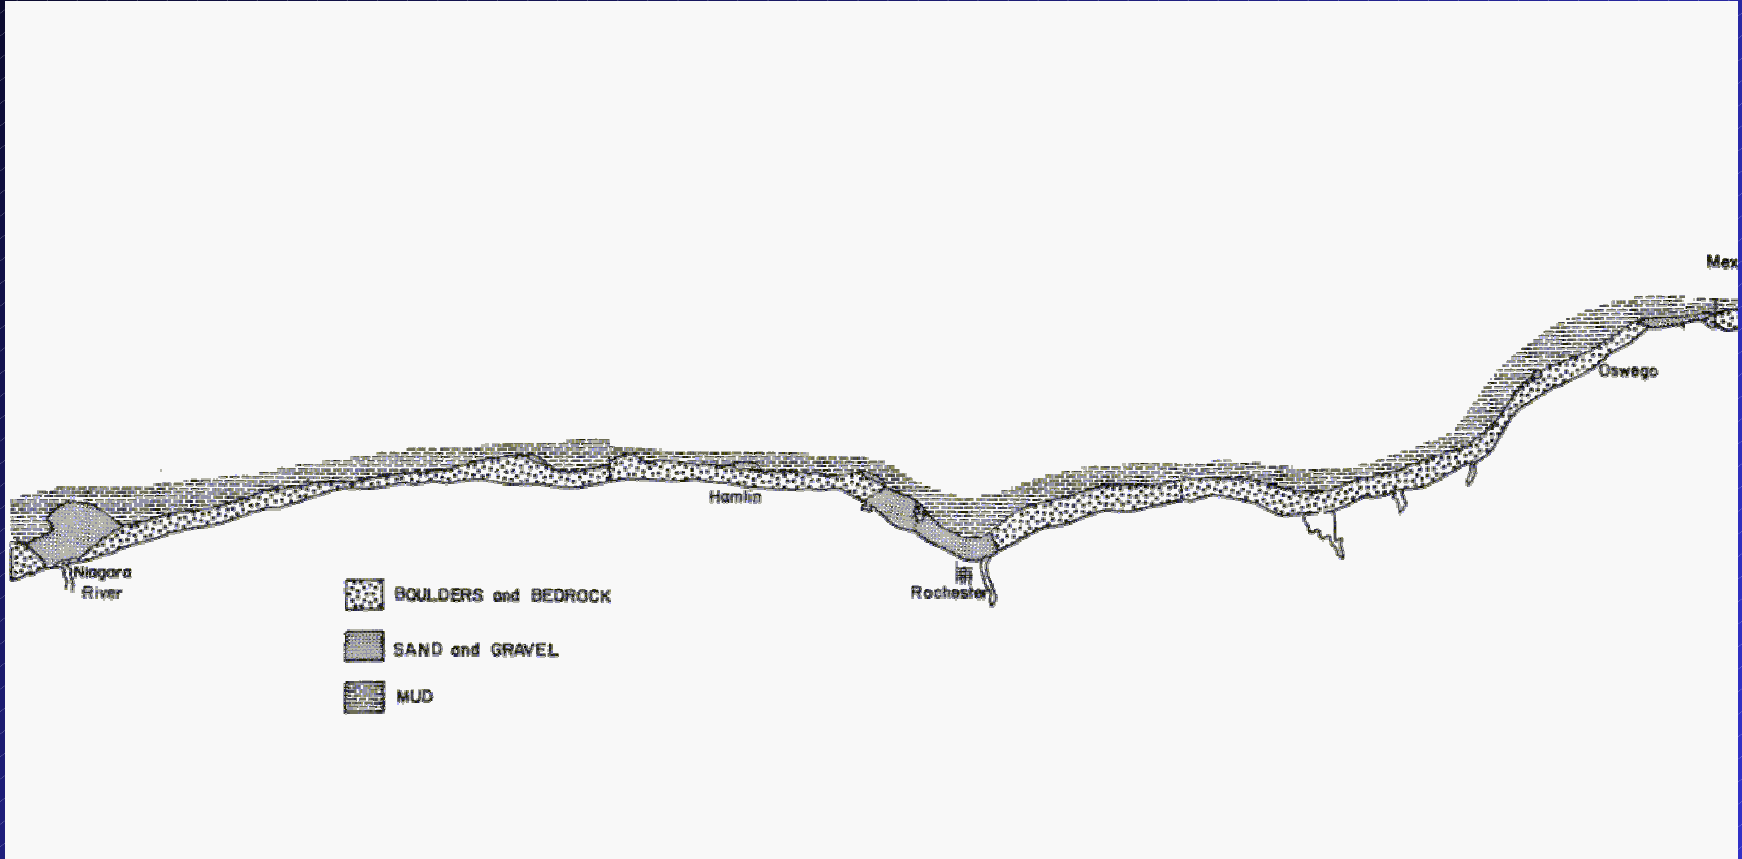 Mex
Oswego
Hamlin
Niagara
River
Rochester
BOULDERS and BEDROCK
SAND and GRAVEL
MUD